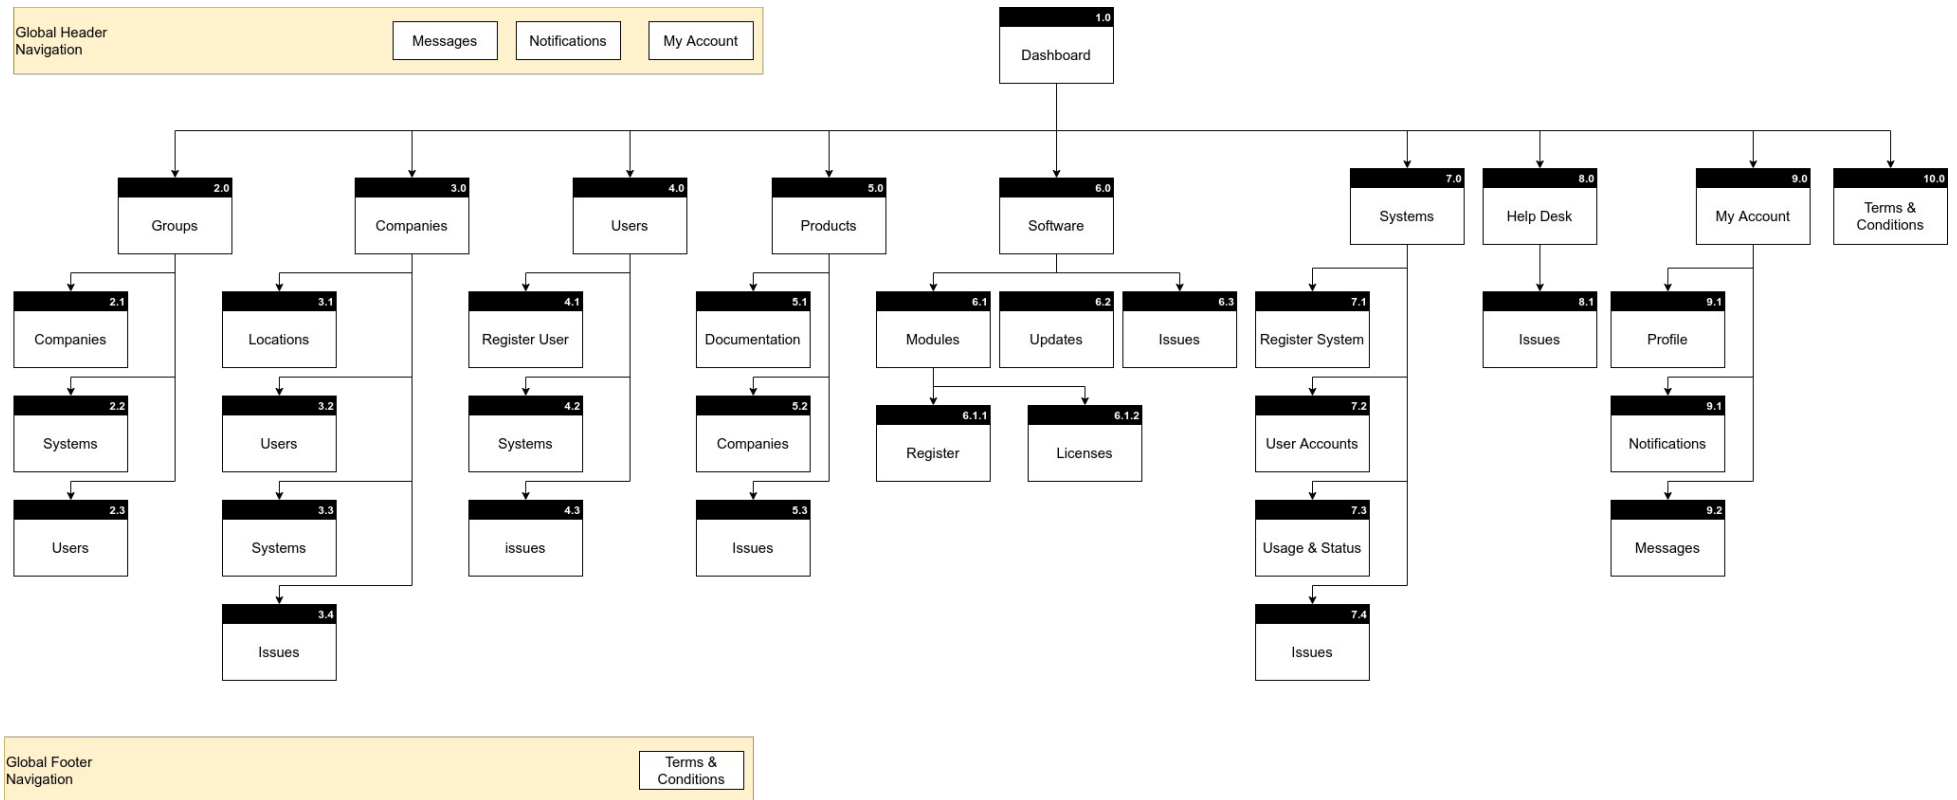 Global Header
Navigation
Messages
Notifications
My Account
1.0
Dashboard
2.0
Groups
3.0
Companies
4.0
Users
5.0
Products
6.0
Software
7.0
Systems
8.0
Help Desk
9.0
My Account
10.0
Terms &
Conditions
2.1
Companies
3.1
Locations
4.1
Register User
5.1
Documentation
6.1
Modules
6.2
Updates
6.3
Issues
7.1
Register System
8.1
Issues
9.1
Profile
2.2
Systems
3.2
Users
4.2
Systems
5.2
Companies
6.1.1
Register
6.1.2
Licenses
7.2
User Accounts
9.1
Notifications
2.3
Users
3.3
Systems
4.3
issues
5.3
Issues
7.3
Usage & Status
9.2
Messages
3.4
Issues
7.4
Issues
Global Footer
Navigation
Terms &
Conditions